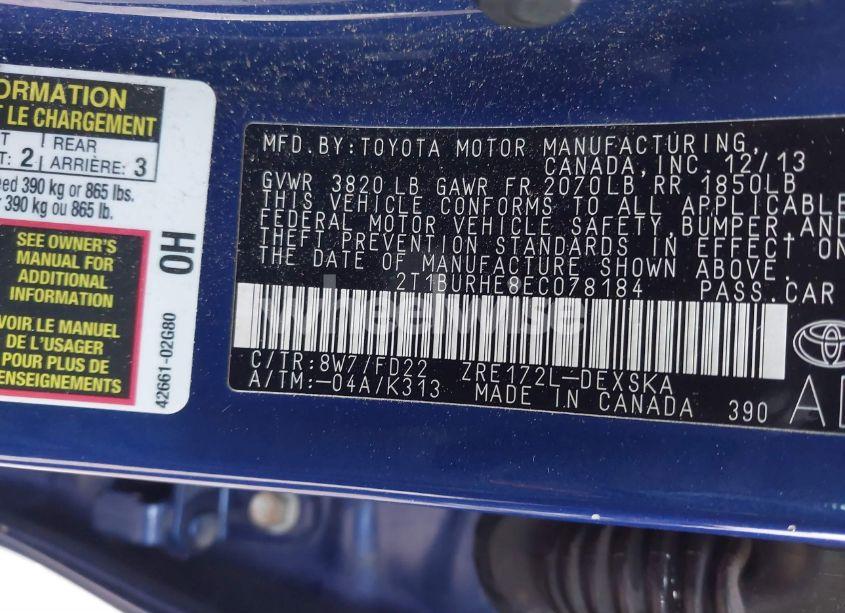 ORMATION
T LE CHARGEMENT
REAR
T: 2 ARRIÈRE: 3
eed 390 kg or 865 lbs.
r 390 kg ou 865 lb.
SEE OWNER'S
MANUAL FOR
ADDITIONAL
INFORMATION
VOIR LE MANUEL
DE L'USAGER
POUR PLUS DE
RENSEIGNEMENTS
OH
42661-02G80
MFD. BY: TOYOTA MOTOR MANUFACTURING,
CANADA, INC. 12/13
GVWR 3820 LB GAWR FR 2070LB RR 1850LB
THIS VEHICLE CONFORMS TO ALL APPLICABLE
FEDERAL MOTOR VEHICLE SAFETY, BUMPER, AND
THEFT PREVENTION STANDARDS IN EFFECT ON
THE DATE OF MANUFACTURE SHOWN ABOVE.
2T1BURHE8EC078184 PASS. CAR
wheelwise
C/TR: 8W7/FD22 ZRE172L-DEXSKA
A/TM: -04A/K313 MADE IN CANADA 390